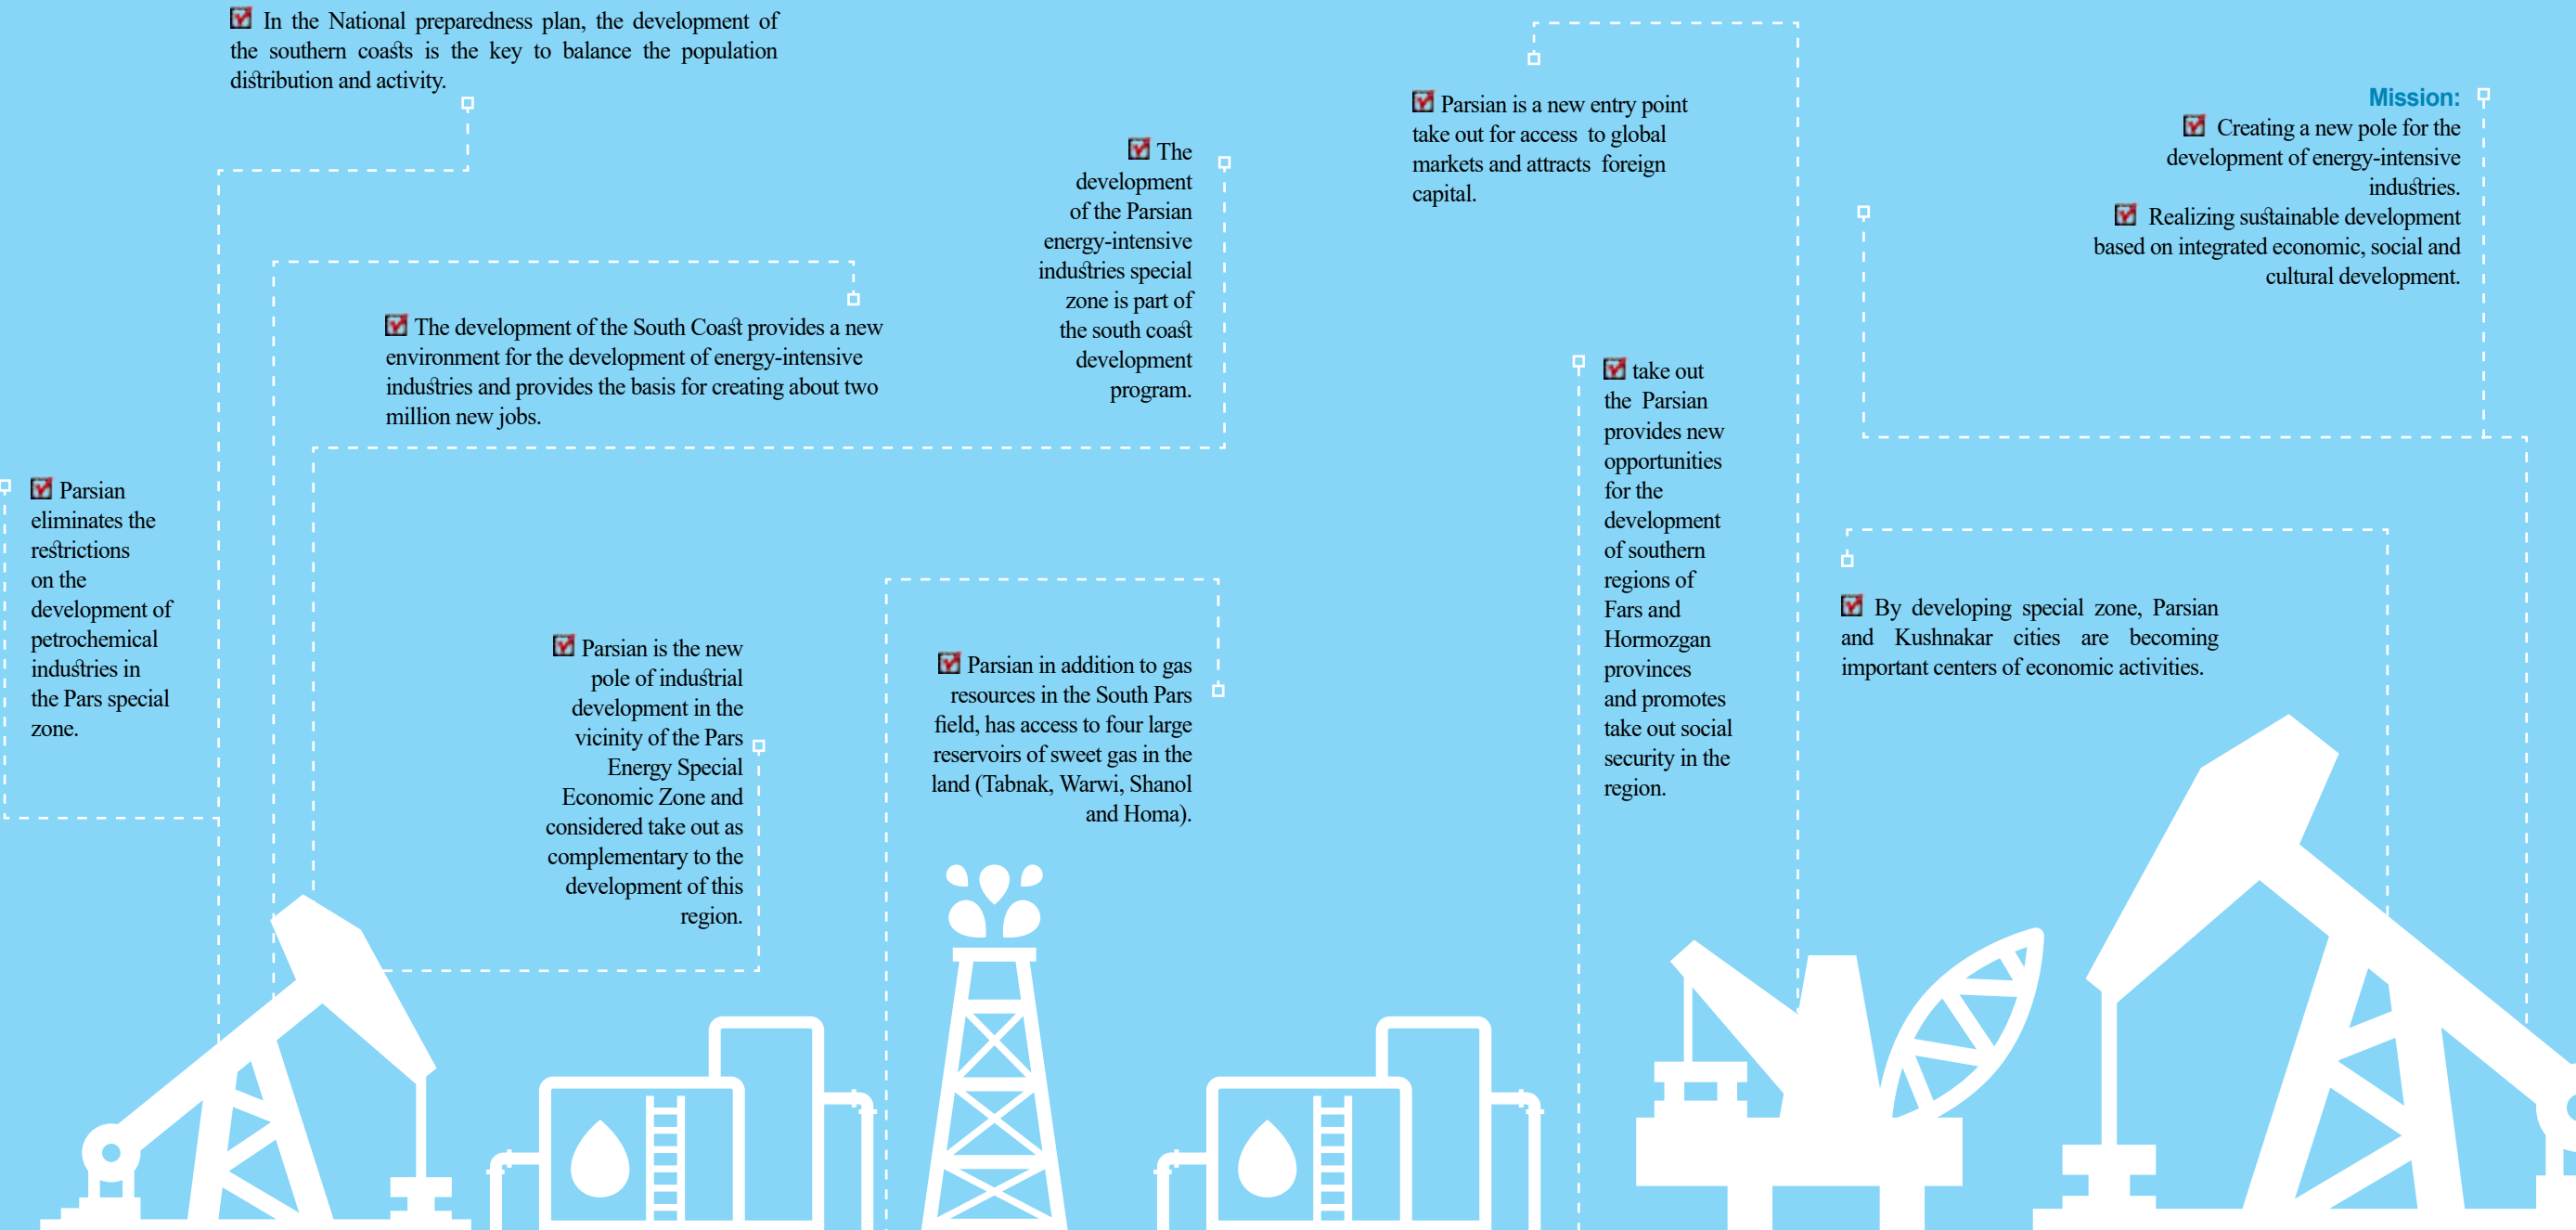 In the National preparedness plan, the development of
the southern coasts is the key to balance the population
distribution and activity.
The development of the South Coast provides a new
environment for the development of energy-intensive
industries and provides the basis for creating about two
million new jobs.
The
development
of the Parsian
energy-intensive
industries special
zone is part of
the south coast
development
program.
Parsian
eliminates the
restrictions
on the
development of
petrochemical
industries in
the Pars special
zone.
Parsian is the new
pole of industrial
development in the
vicinity of the Pars
Energy Special
Economic Zone and
considered take out as
complementary to the
development of this
region.
Parsian in addition to gas
resources in the South Pars
field, has access to four large
reservoirs of sweet gas in the
land (Tabnak, Warwi, Shanol
and Homa).
Parsian is a new entry point
take out for access to global
markets and attracts foreign
capital.
take out
the Parsian
provides new
opportunities
for the
development
of southern
regions of
Fars and
Hormozgan
provinces
and promotes
take out social
security in the
region.
Mission:
Creating a new pole for the
development of energy-intensive
industries.
Realizing sustainable development
based on integrated economic, social and
cultural development.
By developing special zone, Parsian
and Kushnakar cities are becoming
important centers of economic activities.